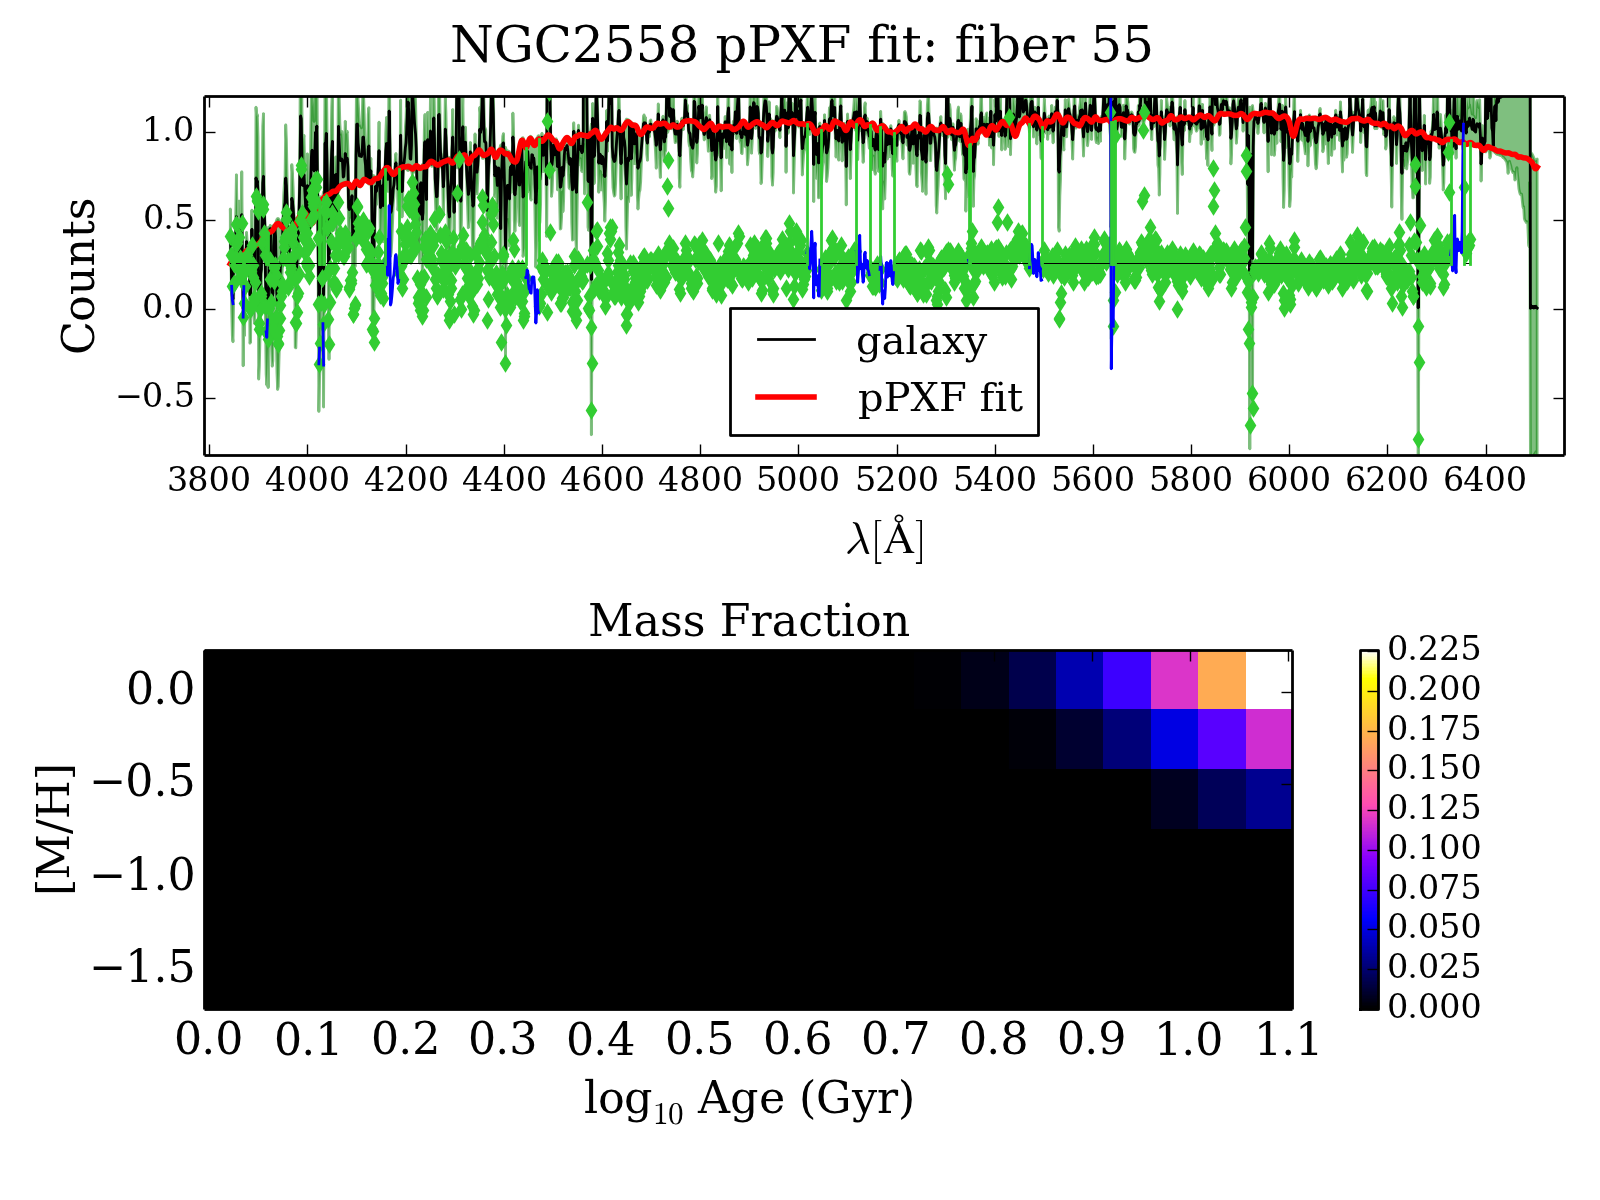 NGC2558 pPXF fit: fiber 55
Counts
1.0
0.5
0.0
−0.5
galaxy
pPXF fit
3800 4000 4200 4400 4600 4800 5000 5200 5400 5600 5800 6000 6200 6400
λ[Å]
Mass Fraction
[M/H]
0.0
−0.5
−1.0
−1.5
0.0 0.1 0.2 0.3 0.4 0.5 0.6 0.7 0.8 0.9 1.0 1.1
log₁₀ Age (Gyr)
0.225
0.200
0.175
0.150
0.125
0.100
0.075
0.050
0.025
0.000